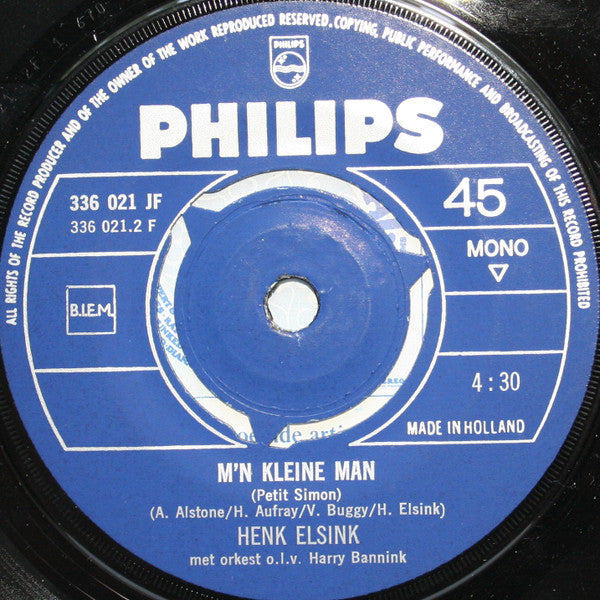 ALL RIGHTS OF THE RECORD PRODUCER AND OF THE OWNER OF THE WORK REPRODUCED RESERVED. COPYING, PUBLIC PERFORMANCE AND BROADCASTING OF THIS RECORD PROHIBITED
PHILIPS
PHILIPS
336 021 JF
336 021.2 F
45
MONO
B.I.E.M.
4 : 30
MADE IN HOLLAND
M'N KLEINE MAN
(Petit Simon)
(A. Alstone/H. Aufray/V. Buggy/H. Elsink)
HENK ELSINK
met orkest o.l.v. Harry Bannink